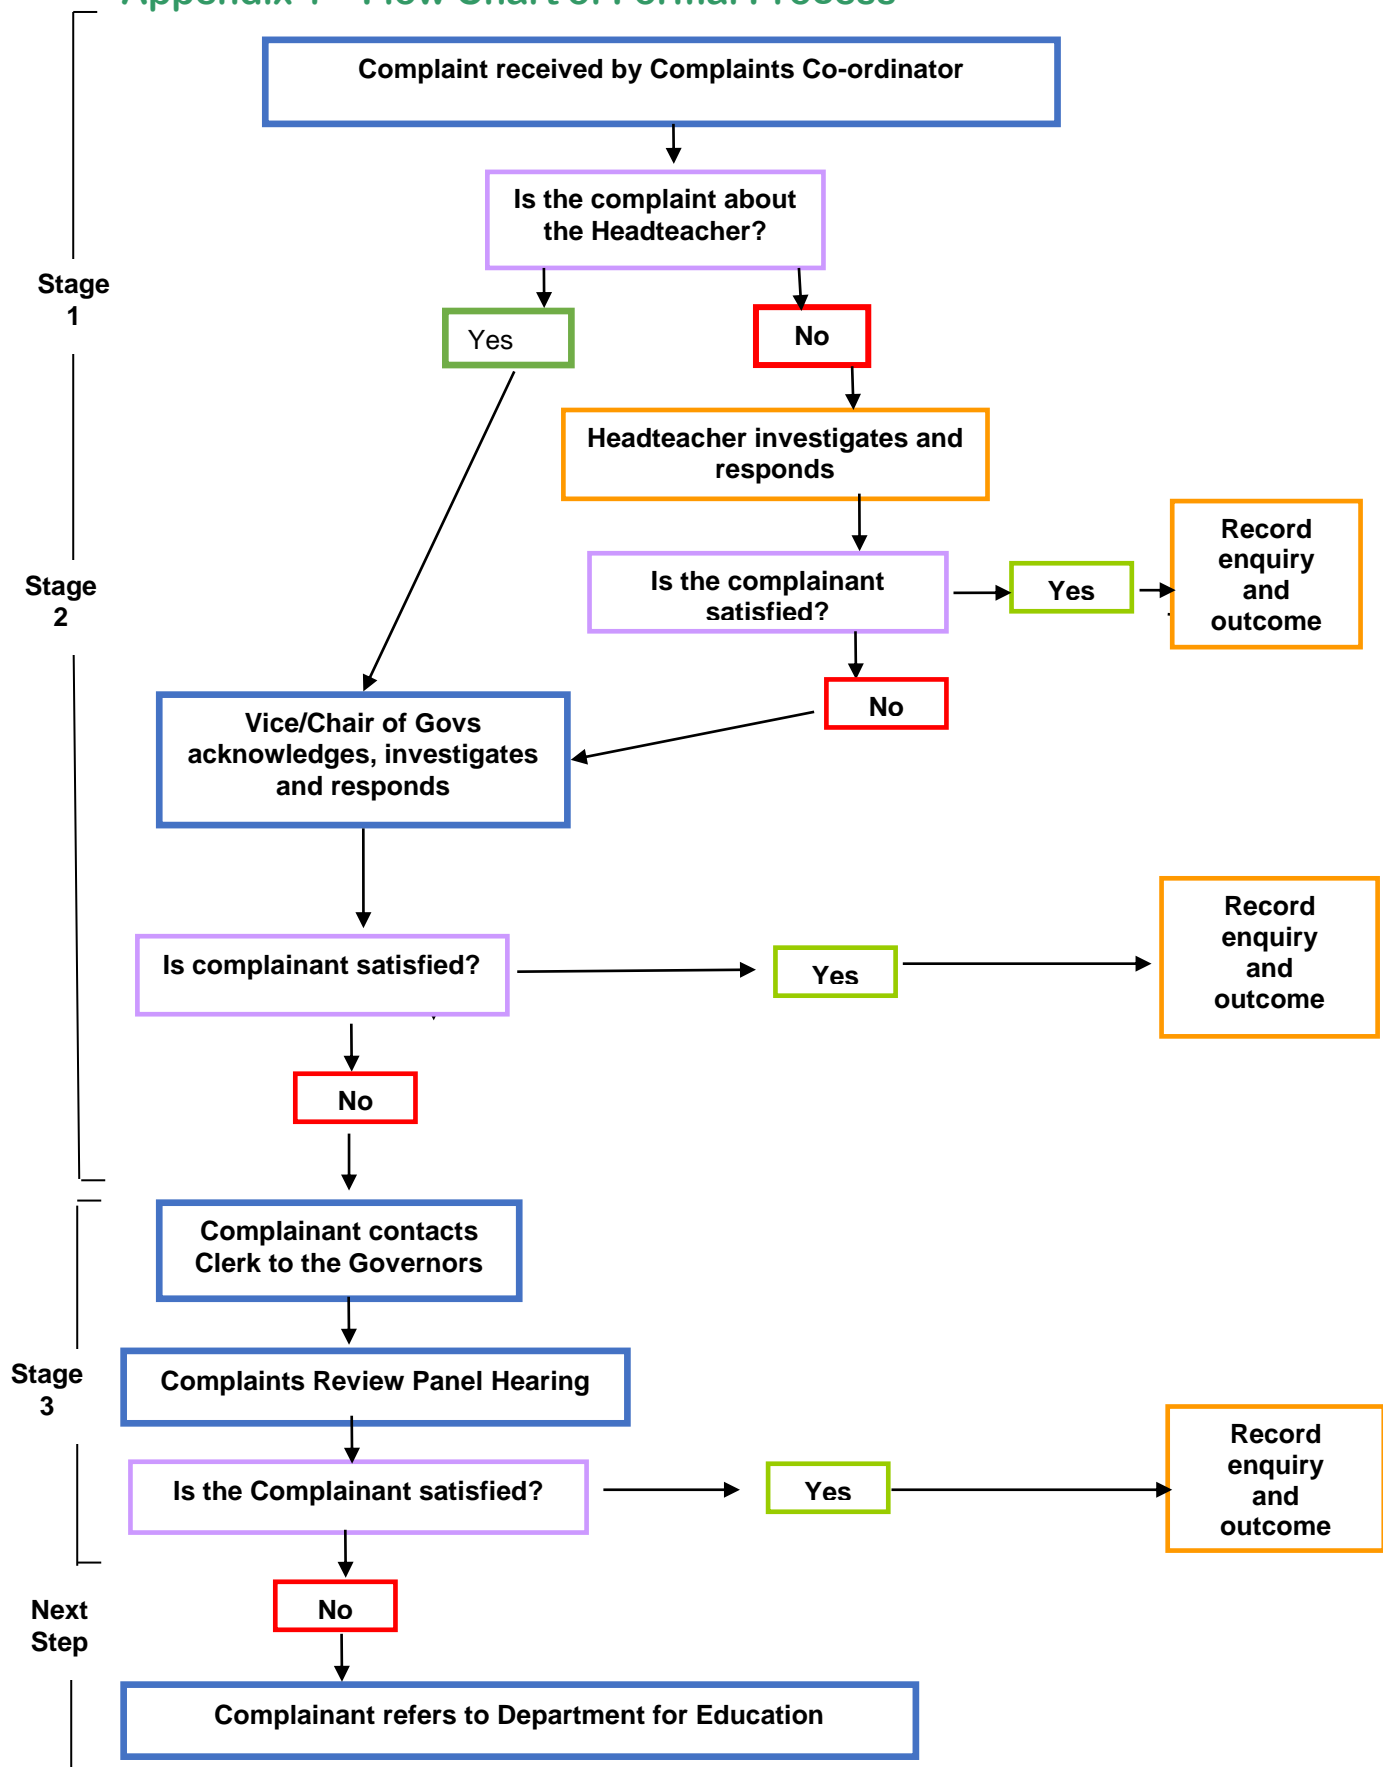 Complaint received by Complaints Co-ordinator
Is the complaint about
the Headteacher?
Stage
1
Yes
No
Headteacher investigates and
responds
Record
enquiry
and
outcome
Is the complainant
satisfied?
Yes
Stage
2
No
Vice/Chair of Govs
acknowledges, investigates
and responds
Record
enquiry
and
outcome
Is complainant satisfied?
Yes
No
Complainant contacts
Clerk to the Governors
Stage
3
Complaints Review Panel Hearing
Record
enquiry
and
outcome
Is the Complainant satisfied?
Yes
No
Next
Step
Complainant refers to Department for Education